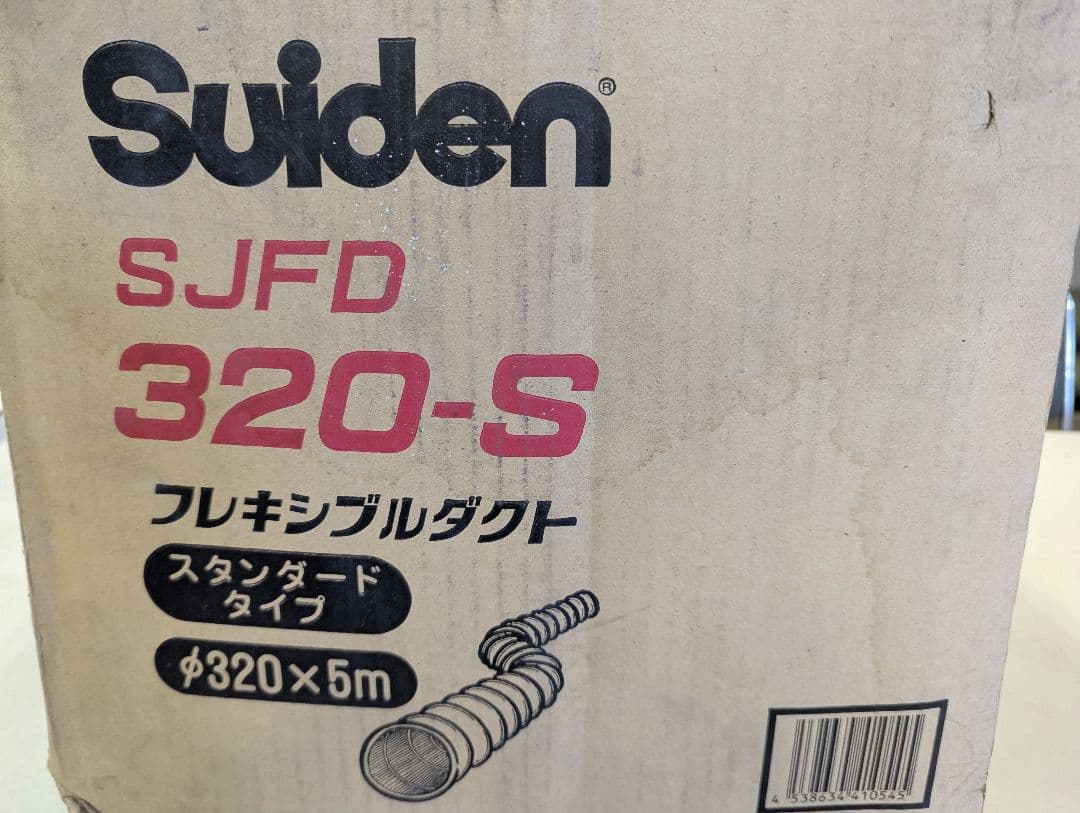 Suiden®
SJFD
320-S
フレキシブルダクト
スタンダード
タイプ
φ320×5m
4 538634 410545